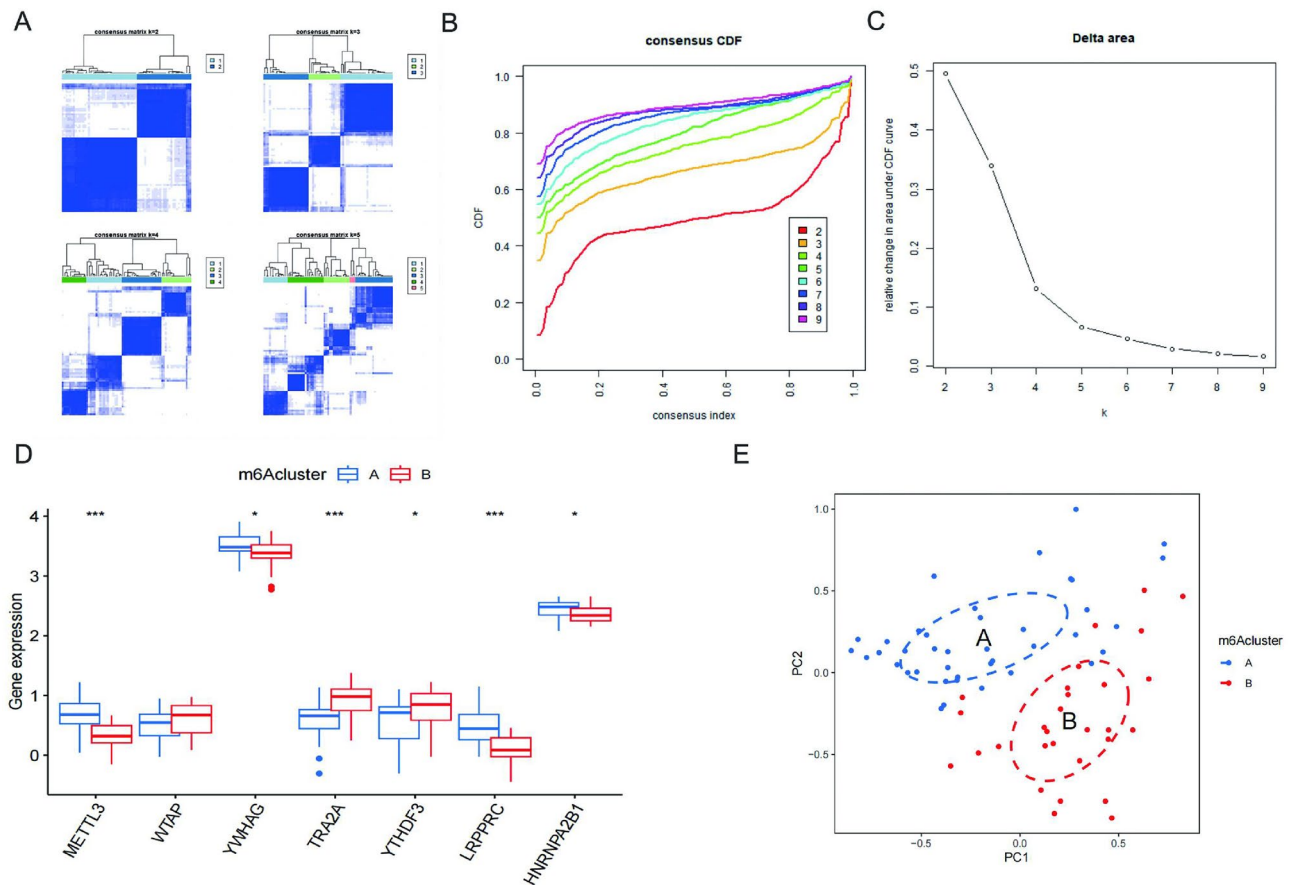 A
consensus matrix k=2
1
2
consensus matrix k=3
1
2
3
consensus matrix k=4
1
2
3
4
consensus matrix k=5
1
2
3
4
5
B
consensus CDF
CDF
1.0
0.8
0.6
0.4
0.2
0.0
2
3
4
5
6
7
8
9
0.0 0.2 0.4 0.6 0.8 1.0
consensus index
C
Delta area
relative change in area under CDF curve
0.5
0.4
0.3
0.2
0.1
0.0
2 3 4 5 6 7 8 9
k
D
m6Acluster A B
*** * *** * *** *
Gene expression
4
3
2
1
0
METTL3 WTAP YWHAG TRA2A YTHDF3 LRPPRC HNRNPA2B1
E
PC2
1.0
0.5
0.0
−0.5
A
B
−0.5 0.0 0.5
PC1
m6Acluster
A
B